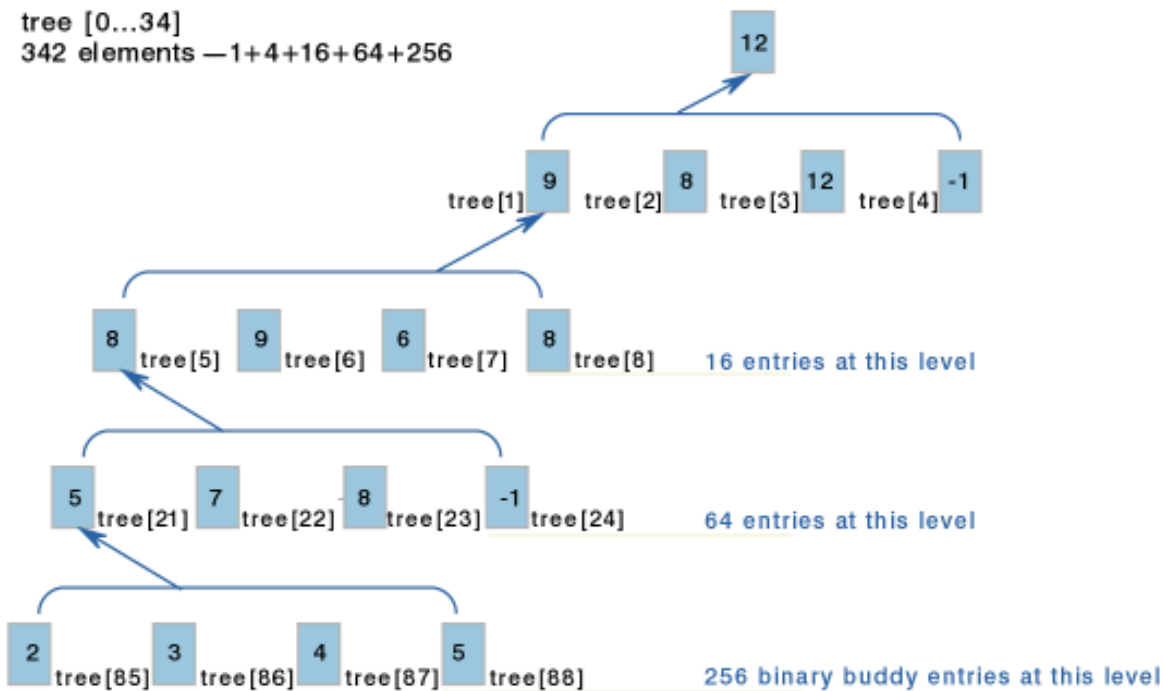 tree [0...34]
342 elements —1+4+16+64+256
12
9 8 12 -1
tree[1] tree[2] tree[3] tree[4]
8 9 6 8
tree[5] tree[6] tree[7] tree[8] 16 entries at this level
5 7 8 -1
tree[21] tree[22] tree[23] tree[24] 64 entries at this level
2 3 4 5
tree[85] tree[86] tree[87] tree[88] 256 binary buddy entries at this level